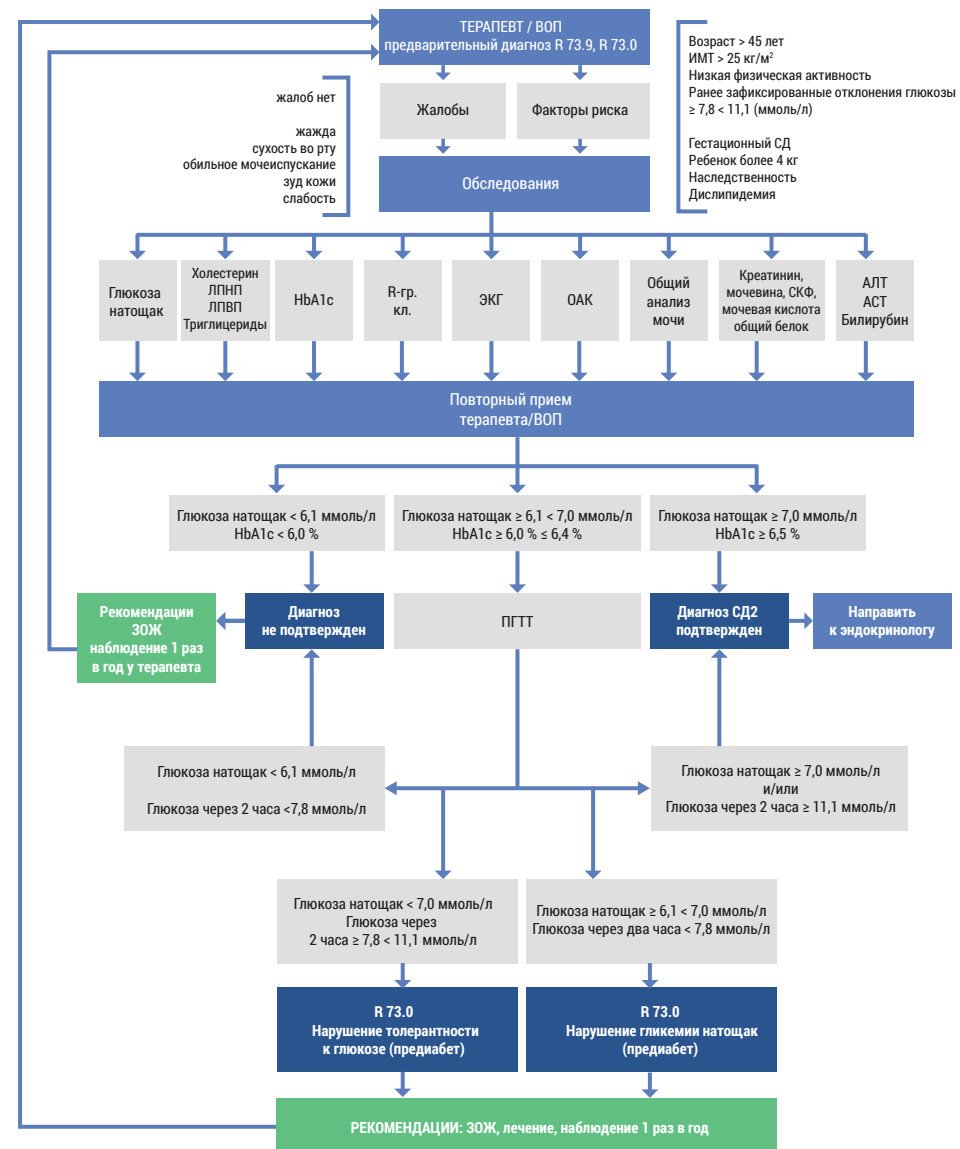 ТЕРАПЕВТ / ВОП
предварительный диагноз R 73.9, R 73.0
жалоб нет
жажда
сухость во рту
обильное мочеиспускание
зуд кожи
слабость
Жалобы
Факторы риска
Возраст > 45 лет
ИМТ > 25 кг/м²
Низкая физическая активность
Ранее зафиксированные отклонения глюкозы
≥ 7,8 < 11,1 (ммоль/л)
Гестационный СД
Ребенок более 4 кг
Наследственность
Дислипидемия
Обследования
Глюкоза
натощак
Холестерин
ЛПНП
ЛПВП
Триглицериды
HbA1c
R-гр.
кл.
ЭКГ
ОАК
Общий
анализ
мочи
Креатинин,
мочевина, СКФ,
мочевая кислота
общий белок
АЛТ
АСТ
Билирубин
Повторный прием
терапевта/ВОП
Глюкоза натощак < 6,1 ммоль/л
HbA1c < 6,0 %
Глюкоза натощак ≥ 6,1 < 7,0 ммоль/л
HbA1c ≥ 6,0 % ≤ 6,4 %
Глюкоза натощак ≥ 7,0 ммоль/л
HbA1c ≥ 6,5 %
Рекомендации
ЗОЖ
наблюдение 1 раз
в год у терапевта
Диагноз
не подтвержден
ПГТТ
Диагноз СД2
подтвержден
Направить
к эндокринологу
Глюкоза натощак < 6,1 ммоль/л
Глюкоза через 2 часа <7,8 ммоль/л
Глюкоза натощак ≥ 7,0 ммоль/л
и/или
Глюкоза через 2 часа ≥ 11,1 ммоль/л
Глюкоза натощак < 7,0 ммоль/л
Глюкоза через
2 часа ≥ 7,8 < 11,1 ммоль/л
Глюкоза натощак ≥ 6,1 < 7,0 ммоль/л
Глюкоза через два часа < 7,8 ммоль/л
R 73.0
Нарушение толерантности
к глюкозе (предиабет)
R 73.0
Нарушение гликемии натощак
(предиабет)
РЕКОМЕНДАЦИИ: ЗОЖ, лечение, наблюдение 1 раз в год